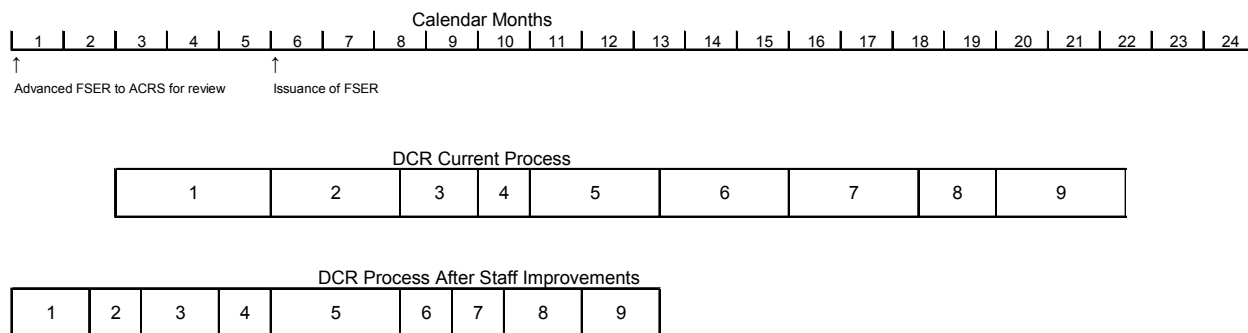 Calendar Months
1 2 3 4 5 6 7 8 9 10 11 12 13 14 15 16 17 18 19 20 21 22 23 24
↑ ↑
Advanced FSER to ACRS for review Issuance of FSER
DCR Current Process
1 2 3 4 5 6 7 8 9
DCR Process After Staff Improvements
1 2 3 4 5 6 7 8 9